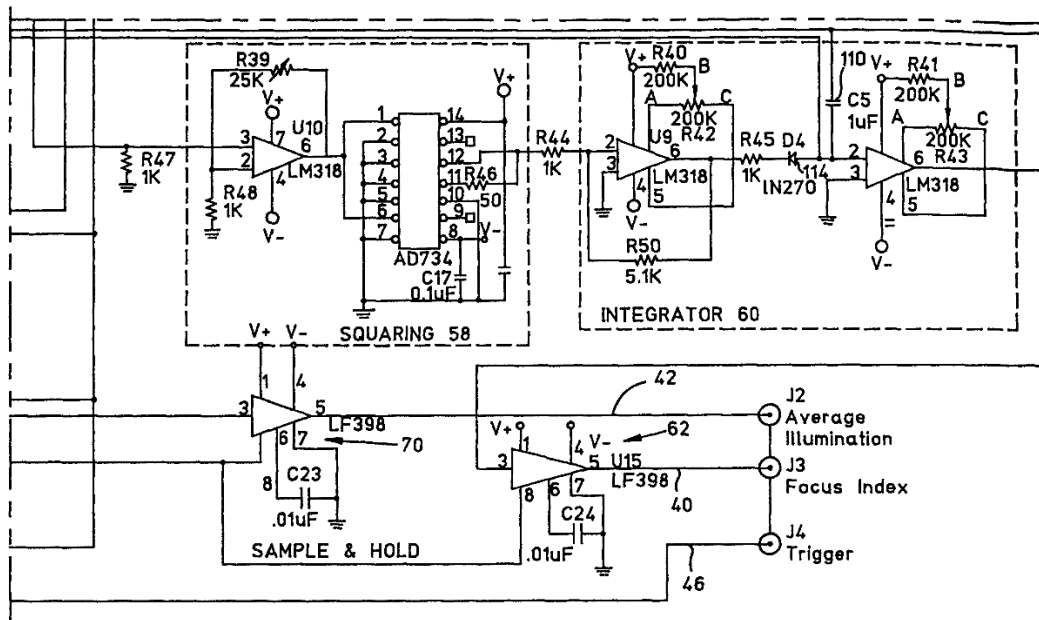 R39
25K
V+
7
U10
3
6
2
LM318
4
V-
R47
1K
R48
1K
1
2
3
4
5
6
7
14
13
12
11
10
9
8
AD734
R46
50
V+
V-
C17
0.1uF
SQUARING 58
R44
1K
V+
R40
200K
B
A
C
200K
R42
2
U9
7
6
3
LM318
4
5
V-
R50
5.1K
R45
1K
D4
114
1N270
110
C5
1uF
V+
R41
200K
B
A
C
200K
R43
7
2
6
3
LM318
4
5
V-
INTEGRATOR 60
V+
V-
1
4
3
5
LF398
6
7
70
8
C23
.01uF
SAMPLE & HOLD
V+
1
4
V-
62
3
5
U15
LF398
6
7
8
C24
.01uF
42
40
46
J2
Average
Illumination
J3
Focus Index
J4
Trigger